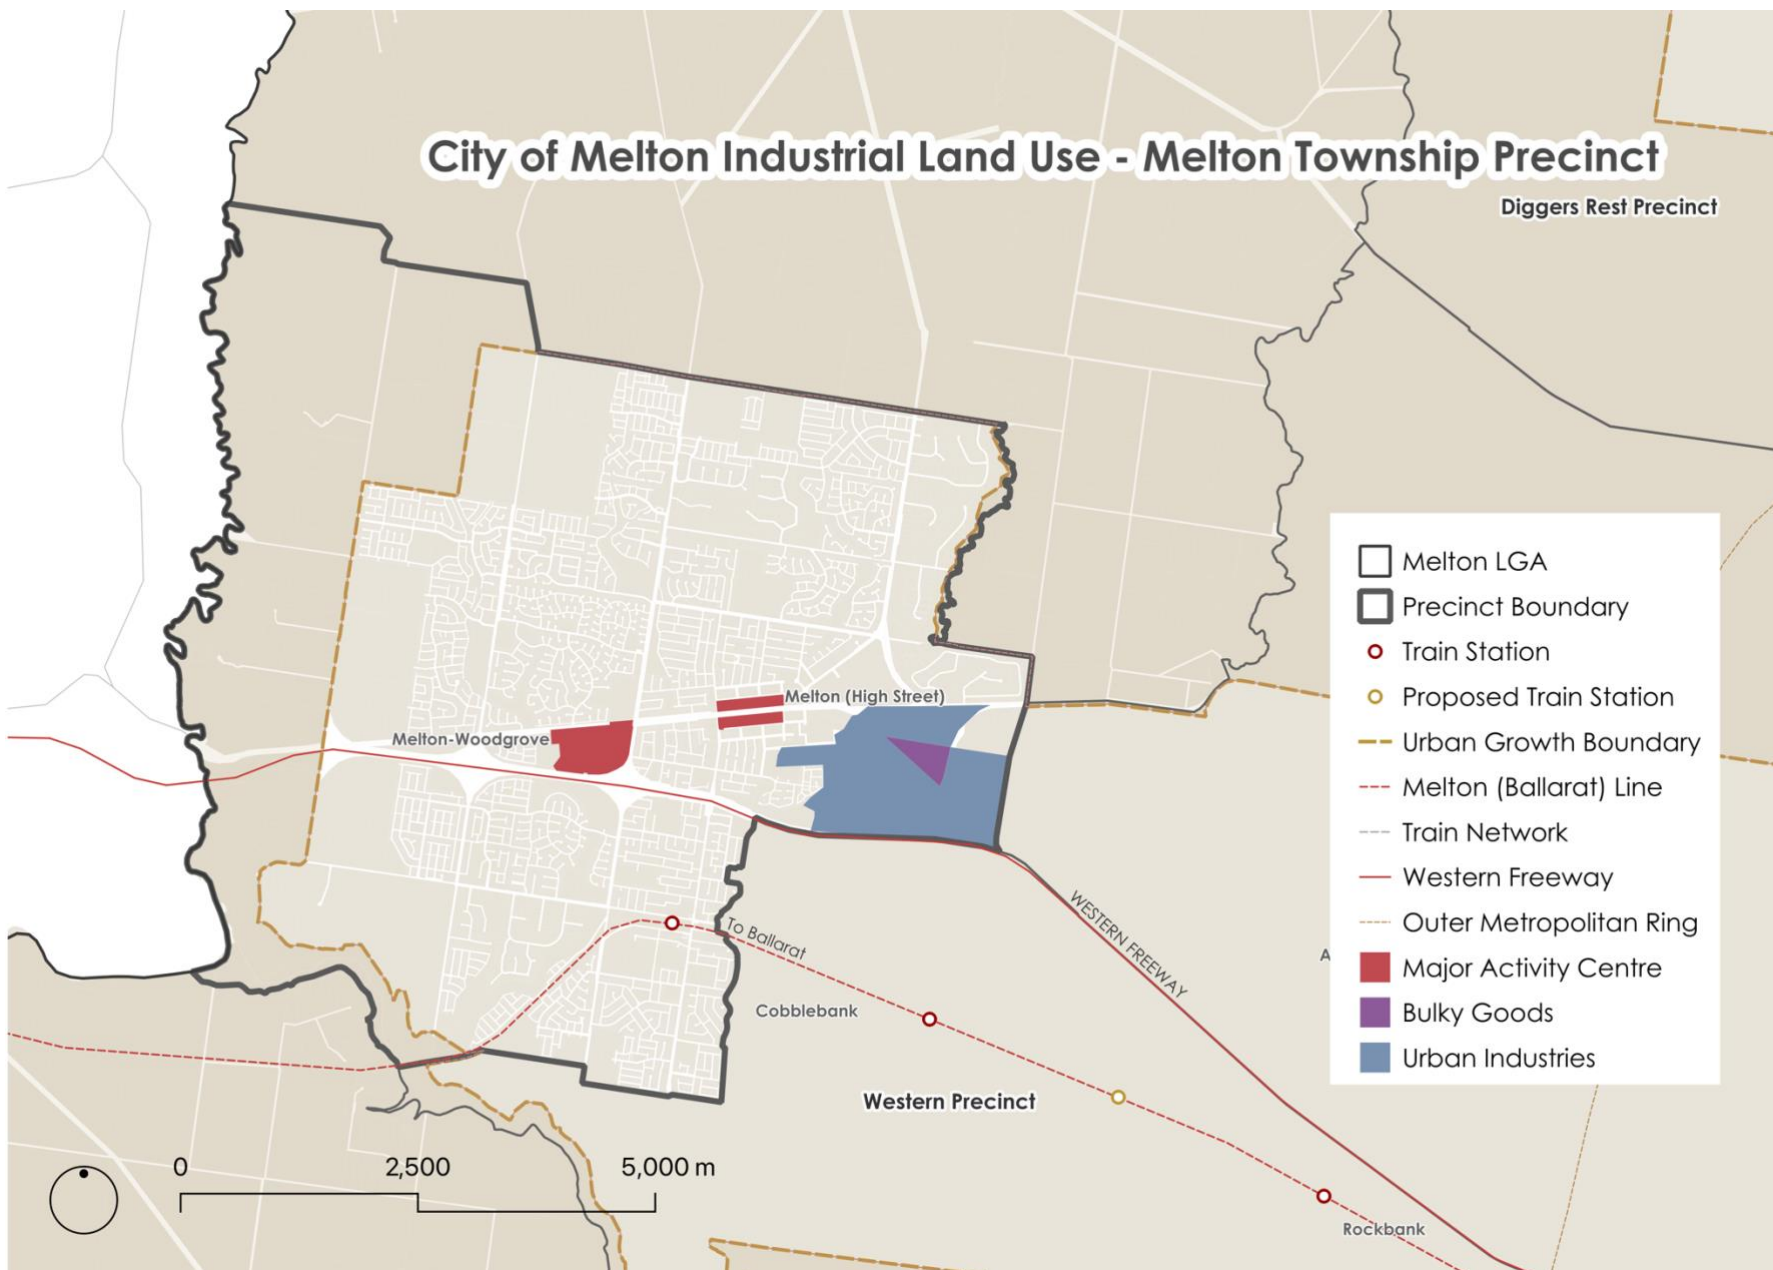 City of Melton Industrial Land Use - Melton Township Precinct
Diggers Rest Precinct
Melton LGA
Precinct Boundary
Train Station
Proposed Train Station
Urban Growth Boundary
Melton (Ballarat) Line
Train Network
Western Freeway
Outer Metropolitan Ring
Major Activity Centre
Bulky Goods
Urban Industries
Melton (High Street)
Melton-Woodgrove
WESTERN FREEWAY
To Ballarat
A
Cobblebank
Western Precinct
0 2,500 5,000 m
Rockbank